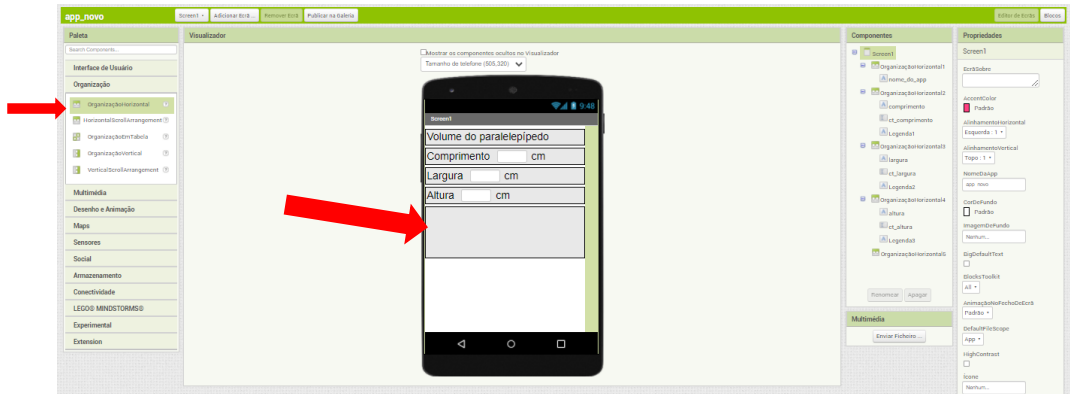 app_novo
Screen1
Adicionar Ecrã ...
Remover Ecrã
Publicar na Galeria
Editor de Ecrãs
Blocos
Paleta
Search Components...
Interface de Usuário
Organização
OrganizaçãoHorizontal
HorizontalScrollArrangement
OrganizaçãoEmTabela
OrganizaçãoVertical
VerticalScrollArrangement
Multimédia
Desenho e Animação
Maps
Sensores
Social
Armazenamento
Conectividade
LEGO® MINDSTORMS®
Experimental
Extension
Visualizador
Mostrar os componentes ocultos no Visualizador
Tamanho de telefone (505,320)
9:48
Screen1
Volume do paralelepípedo
Comprimento cm
Largura cm
Altura cm
Componentes
Screen1
OrganizaçãoHorizontal1
nome_do_app
OrganizaçãoHorizontal2
comprimento
ct_comprimento
Legenda1
OrganizaçãoHorizontal3
largura
ct_largura
Legenda2
OrganizaçãoHorizontal4
altura
ct_altura
Legenda3
OrganizaçãoHorizontal5
Renomear
Apagar
Multimédia
Enviar Ficheiro ...
Propriedades
Screen1
EcrãSobre
AccentColor
Padrão
AlinhamentoHorizontal
Esquerda : 1
AlinhamentoVertical
Topo : 1
NomeDaApp
app_novo
CorDeFundo
Padrão
ImagemDeFundo
Nenhum...
BigDefaultText
BlocksToolkit
All
AnimaçãoNoFechoDeEcrã
Padrão
DefaultFileScope
App
HighContrast
Ícone
Nenhum...